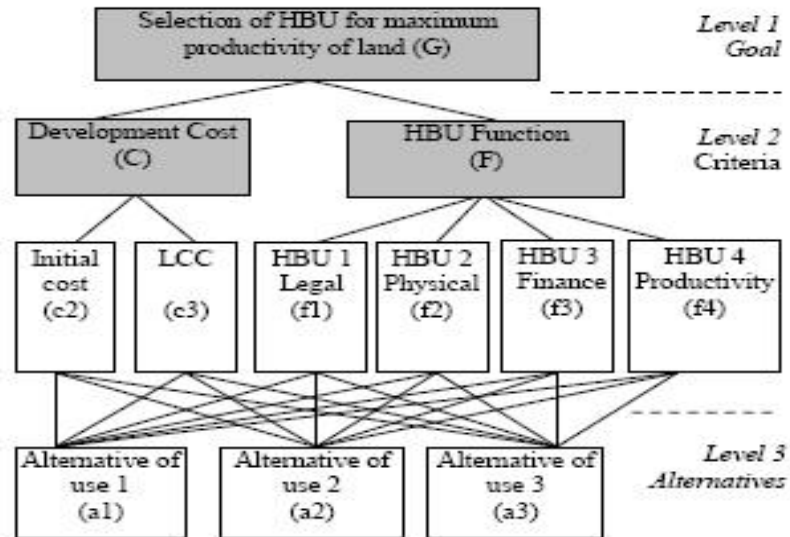 Selection of HBU for maximum
productivity of land (G)
Level 1
Goal
Development Cost
(C)
HBU Function
(F)
Level 2
Criteria
Initial
cost
(c2)
LCC
(c3)
HBU 1
Legal
(f1)
HBU 2
Physical
(f2)
HBU 3
Finance
(f3)
HBU 4
Productivity
(f4)
Alternative of
use 1
(a1)
Alternative of
use 2
(a2)
Alternative of
use 3
(a3)
Level 3
Alternatives